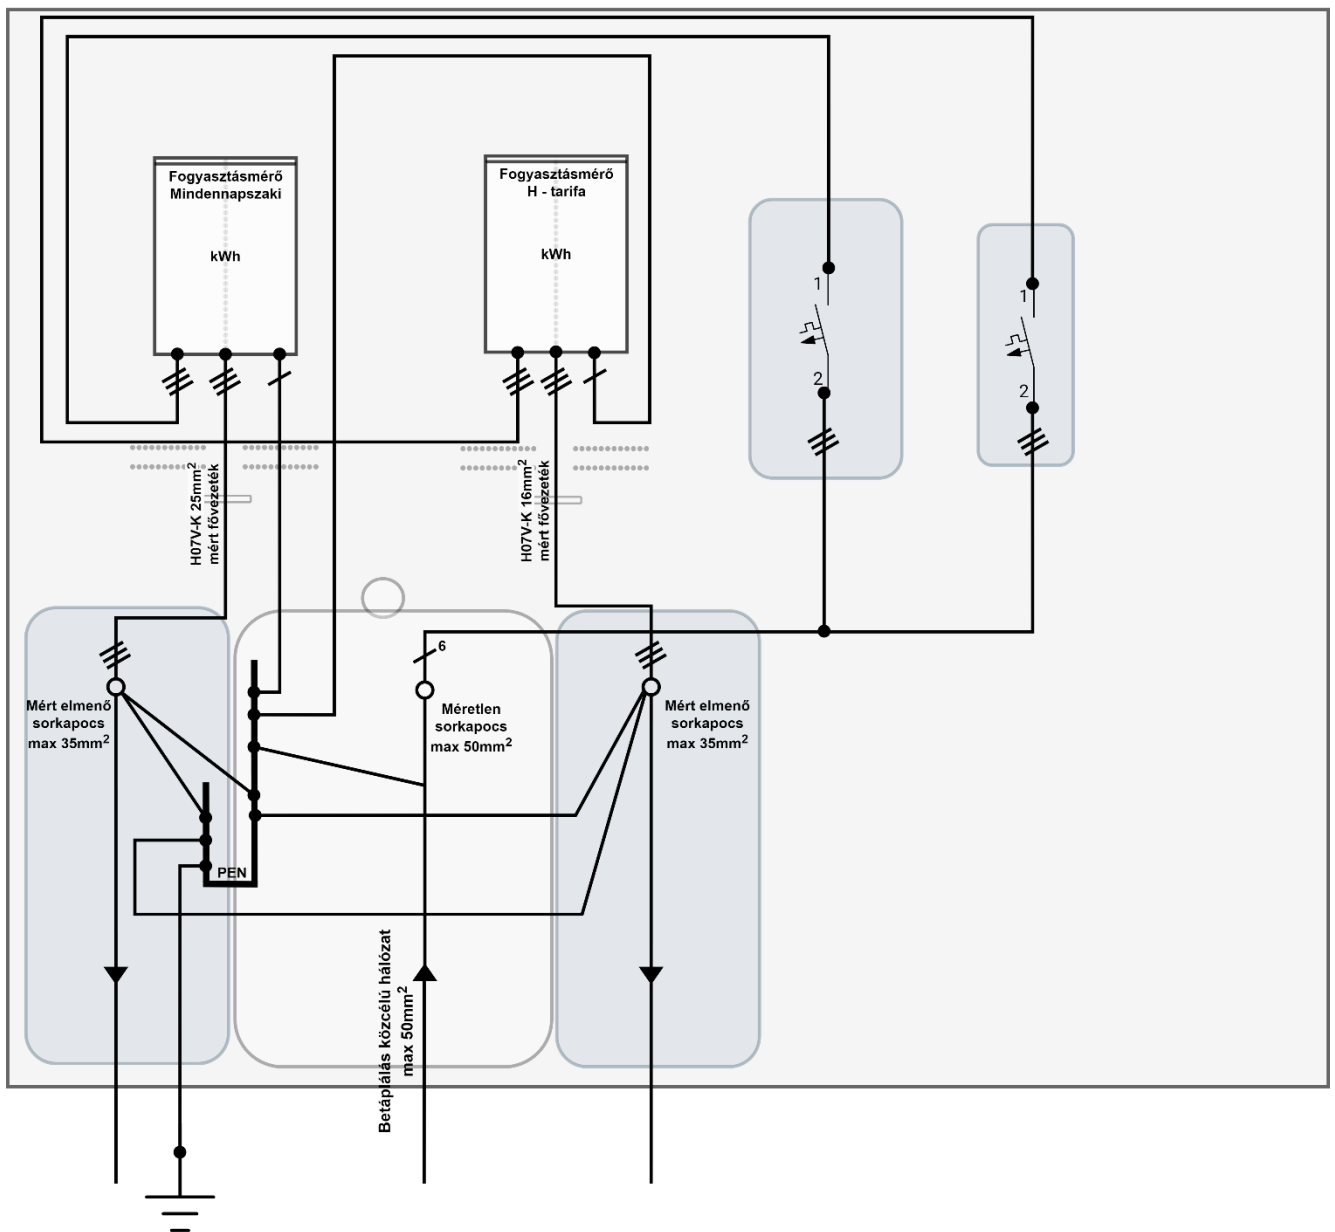 Fogyasztásmérő
Mindennapszaki
kWh
Fogyasztásmérő
H - tarifa
kWh
1
2
1
2
H07V-K 25mm²
mért fővezeték
H07V-K 16mm²
mért fővezeték
6
Mért elmenő
sorkapocs
max 35mm²
Méretlen
sorkapocs
max 50mm²
Mért elmenő
sorkapocs
max 35mm²
PEN
Betáplálás közcélú hálózat
max 50mm²